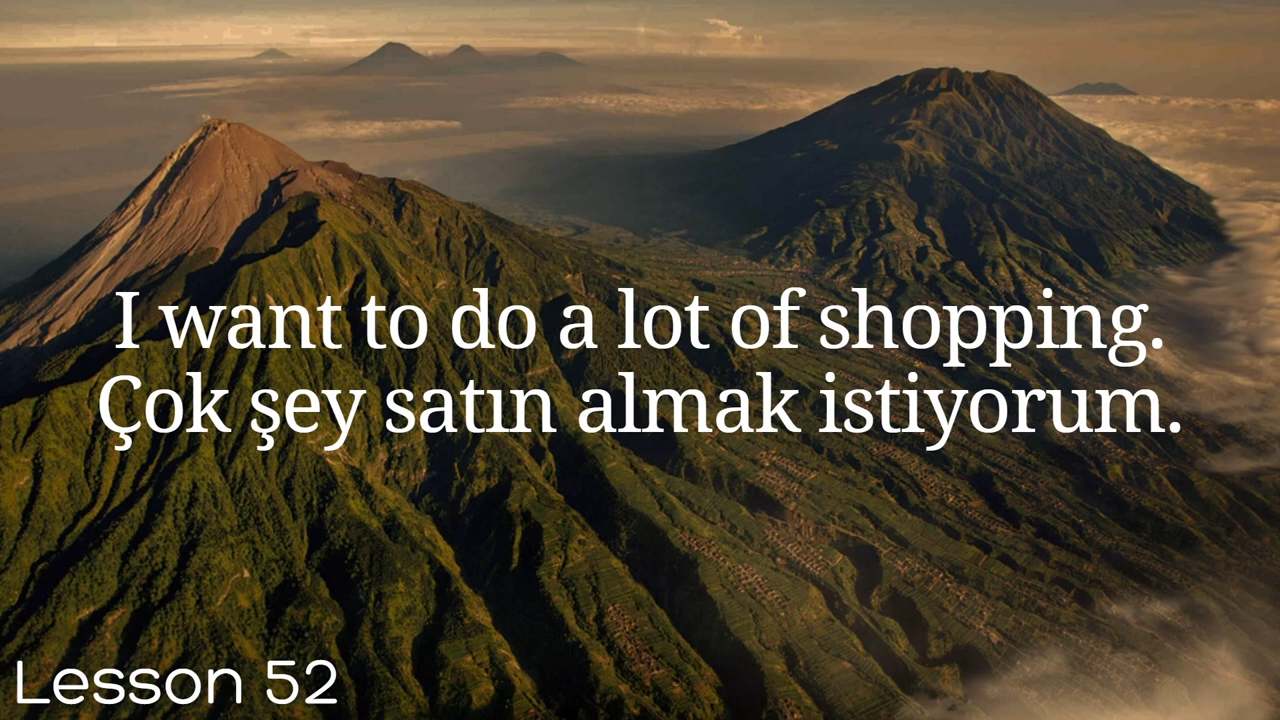 I want to do a lot of shopping.
Çok şey satın almak istiyorum.
Lesson 52